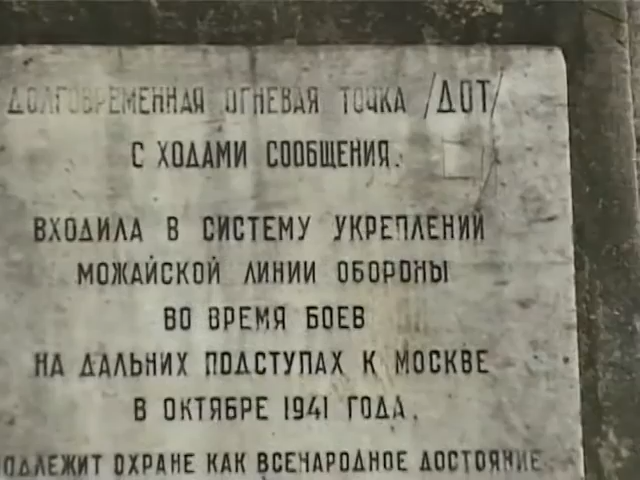 ДОЛГОВРЕМЕННАЯ ОГНЕВАЯ ТОЧКА /ДОТ/
С ХОДАМИ СООБЩЕНИЯ.
ВХОДИЛА В СИСТЕМУ УКРЕПЛЕНИЙ
МОЖАЙСКОЙ ЛИНИИ ОБОРОНЫ
ВО ВРЕМЯ БОЕВ
НА ДАЛЬНИХ ПОДСТУПАХ К МОСКВЕ
В ОКТЯБРЕ 1941 ГОДА.
ОДЛЕЖИТ ОХРАНЕ КАК ВСЕНАРОДНОЕ ДОСТОЯНИЕ